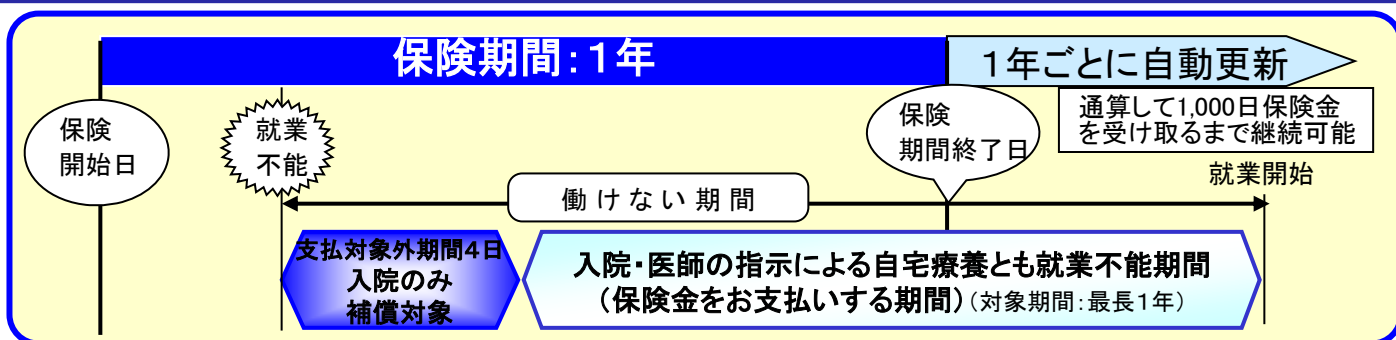 保険期間：１年
１年ごとに自動更新
保険
開始日
就業
不能
保険
期間終了日
通算して1,000日保険金
を受け取るまで継続可能
就業開始
働けない期間
支払対象外期間４日
入院のみ
補償対象
入院・医師の指示による自宅療養とも就業不能期間
（保険金をお支払いする期間）（対象期間：最長１年）